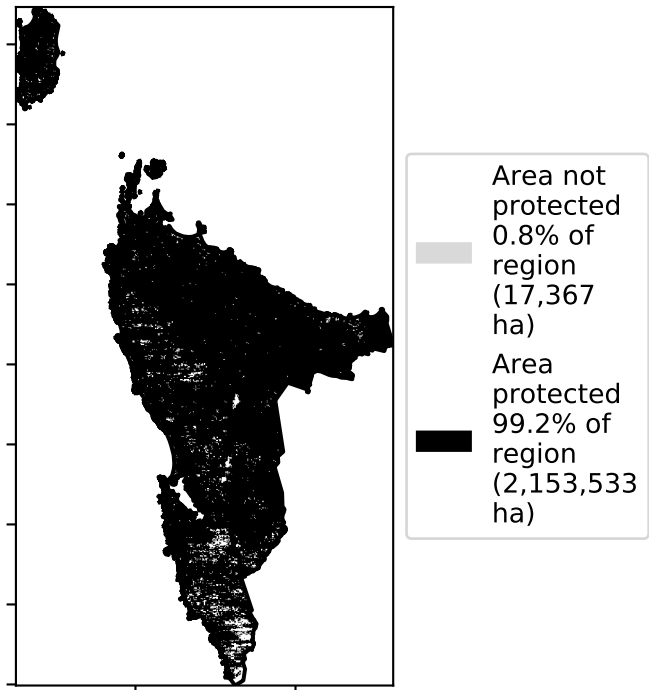 Area not
protected
0.8% of
region
(17,367
ha)
Area
protected
99.2% of
region
(2,153,533
ha)